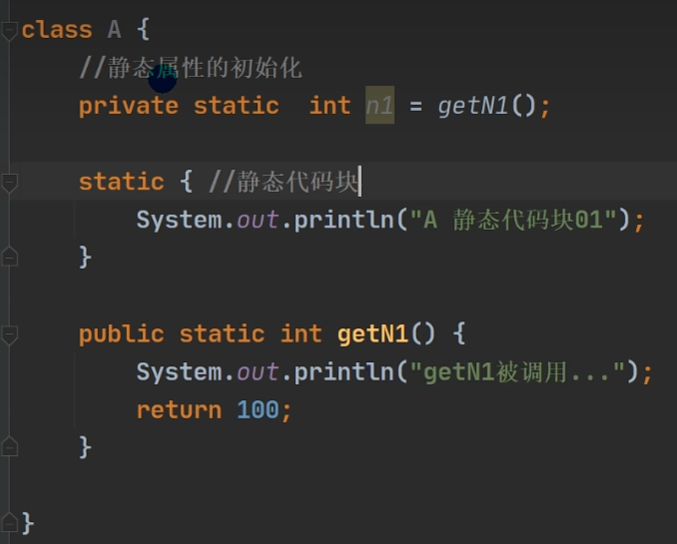 class A {
//静态属性的初始化
private static  int n1 = getN1();
static { //静态代码块
System.out.println("A 静态代码块01");
}
public static int getN1() {
System.out.println("getN1被调用...");
return 100;
}
}